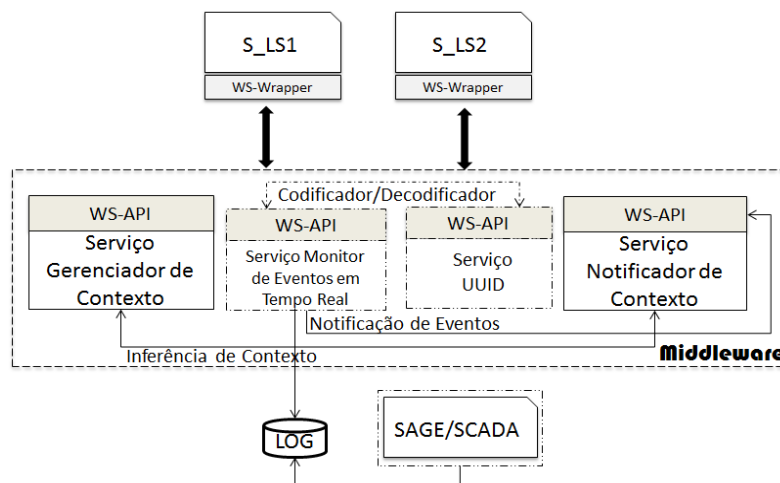 S_LS1
WS-Wrapper
S_LS2
WS-Wrapper
Codificador/Decodificador
WS-API
Serviço
Gerenciador de
Contexto
WS-API
Serviço Monitor
de Eventos em
Tempo Real
WS-API
Serviço
UUID
WS-API
Serviço
Notificador de
Contexto
Notificação de Eventos
Inferência de Contexto
Middleware
LOG
SAGE/SCADA